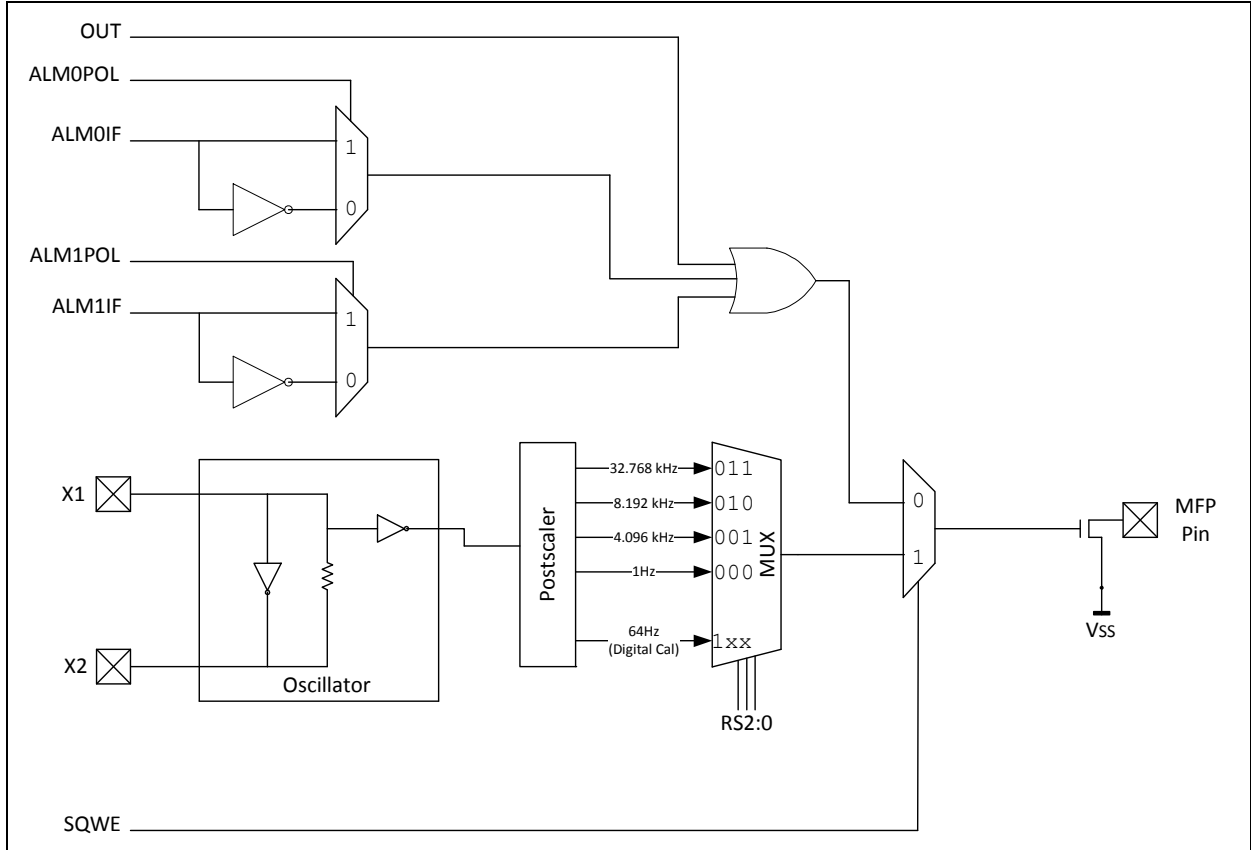 OUT
ALM0POL
ALM0IF
1
0
ALM1POL
ALM1IF
1
0
X1
X2
Oscillator
Postscaler
32.768 kHz
8.192 kHz
4.096 kHz
1Hz
64Hz
(Digital Cal)
011
010
001
000
1xx
MUX
RS2:0
0
1
MFP
Pin
VSS
SQWE